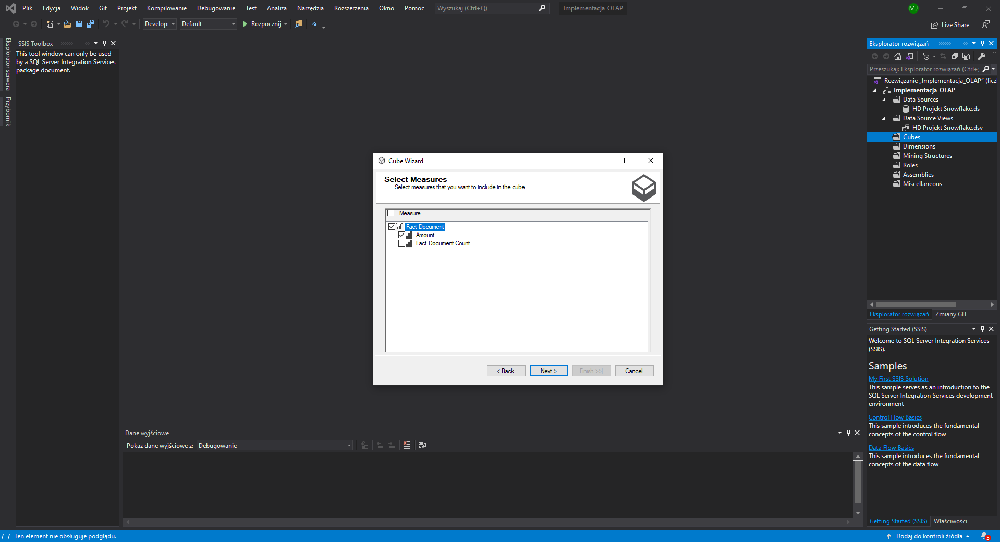 Plik Edycja Widok Git Projekt Kompilowanie Debugowanie Test Analiza Narzędzia Rozszerzenia Okno Pomoc Wyszukaj (Ctrl+Q) Implementacja_OLAP MJ
Default Rozpocznij Live Share
Eksplorator serwera
Przybornik
SSIS Toolbox
This tool window can only be used
by a SQL Server Integration Services
package document.
Cube Wizard
Select Measures
Select measures that you want to include in the cube.
Measure
Fact Document
Amount
Fact Document Count
< Back Next > Finish >>| Cancel
Dane wyjściowe
Pokaż dane wyjściowe z: Debugowanie
Eksplorator rozwiązań
Przeszukaj: Eksplorator rozwiązań (Ctrl+;
Rozwiązanie „Implementacja_OLAP” (licz
Implementacja_OLAP
Data Sources
HD Projekt Snowflake.ds
Data Source Views
HD Projekt Snowflake.dsv
Cubes
Dimensions
Mining Structures
Roles
Assemblies
Miscellaneous
Eksplorator rozwiązań Zmiany GIT
Getting Started (SSIS)
Welcome to SQL Server Integration Services
(SSIS).
Samples
My First SSIS Solution
This sample serves as an introduction to the
SQL Server Integration Services development
environment
Control Flow Basics
This sample introduces the fundamental
concepts of the control flow
Data Flow Basics
This sample introduces the fundamental
concepts of the data flow
Getting Started (SSIS) Właściwości
Ten element nie obsługuje podglądu. Dodaj do kontroli źródła 5